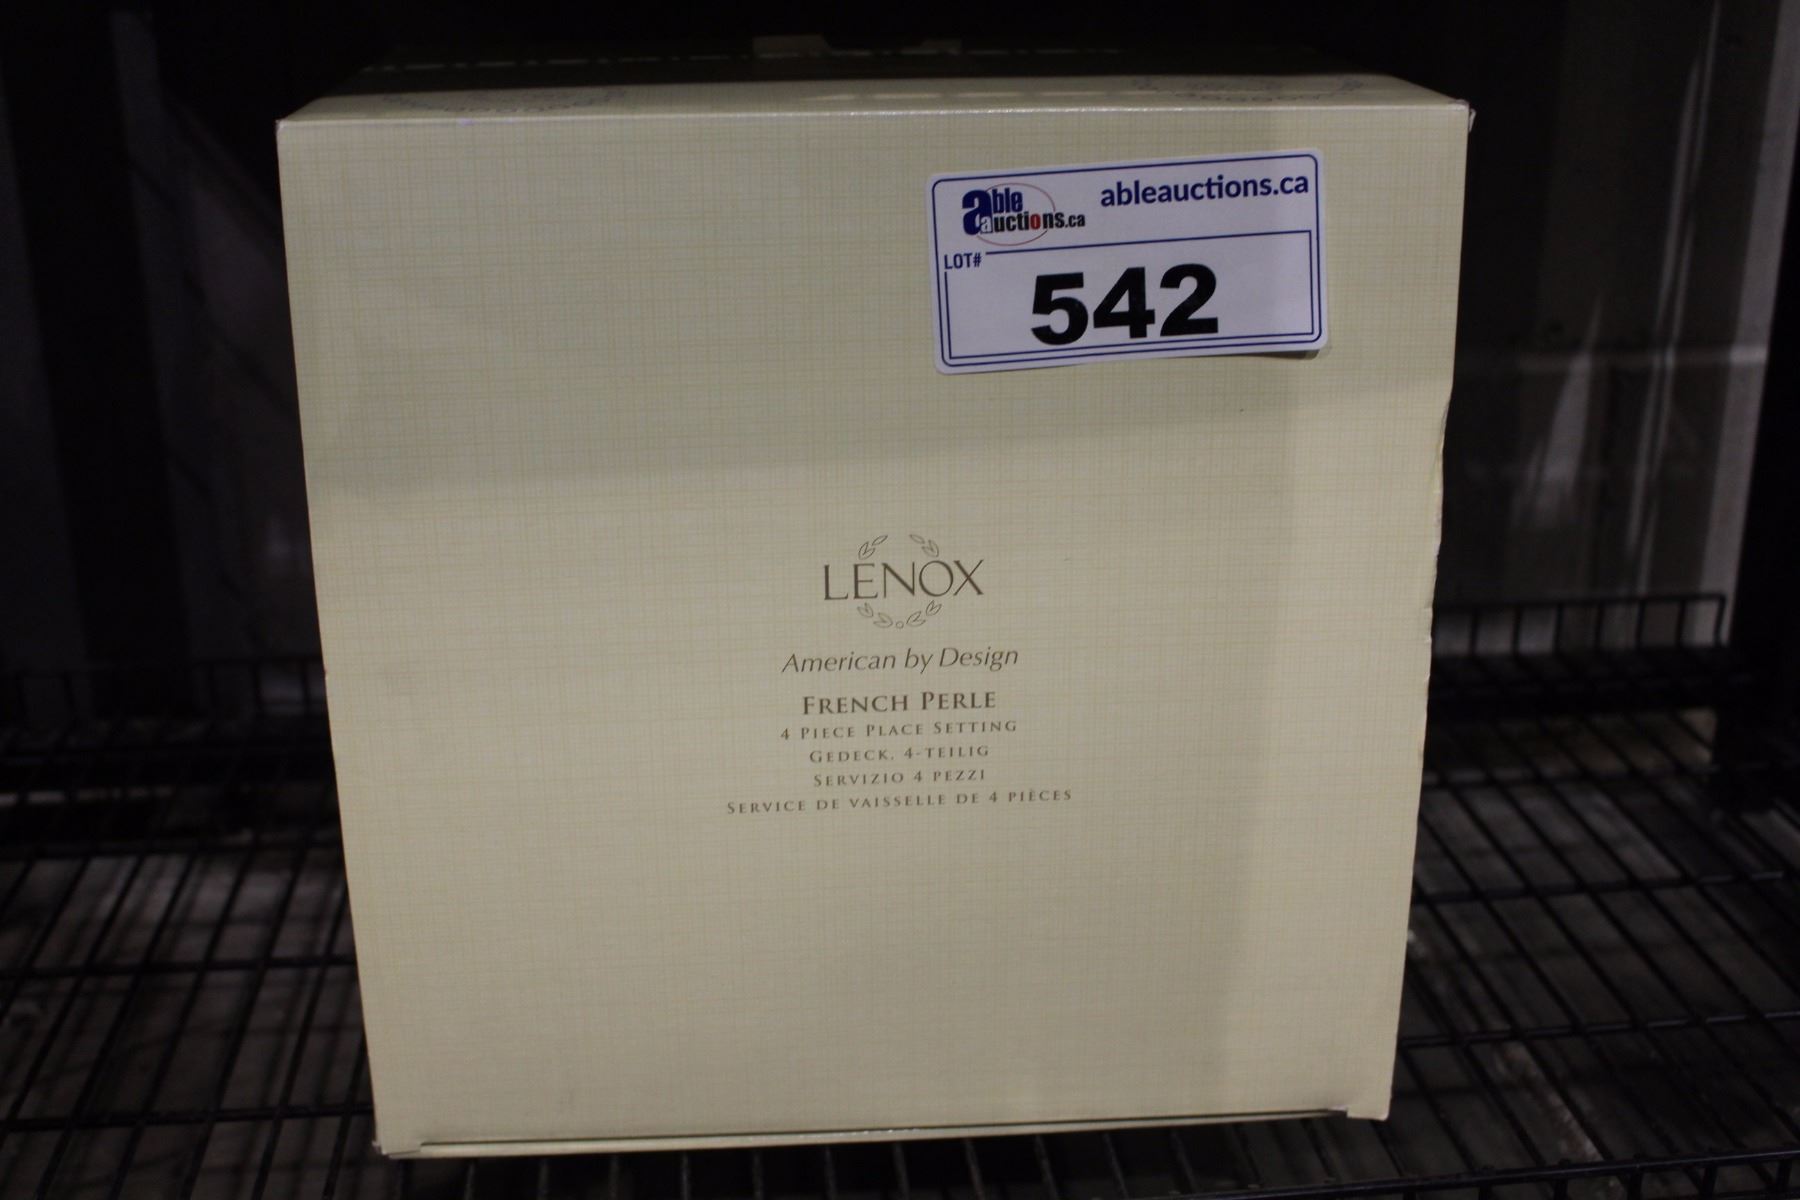 able
auctions.ca
ableauctions.ca
LOT#
542
LENOX
American by Design
FRENCH PERLE
4 PIECE PLACE SETTING
GEDECK, 4-TEILIG
SERVIZIO 4 PEZZI
SERVICE DE VAISSELLE DE 4 PIÈCES